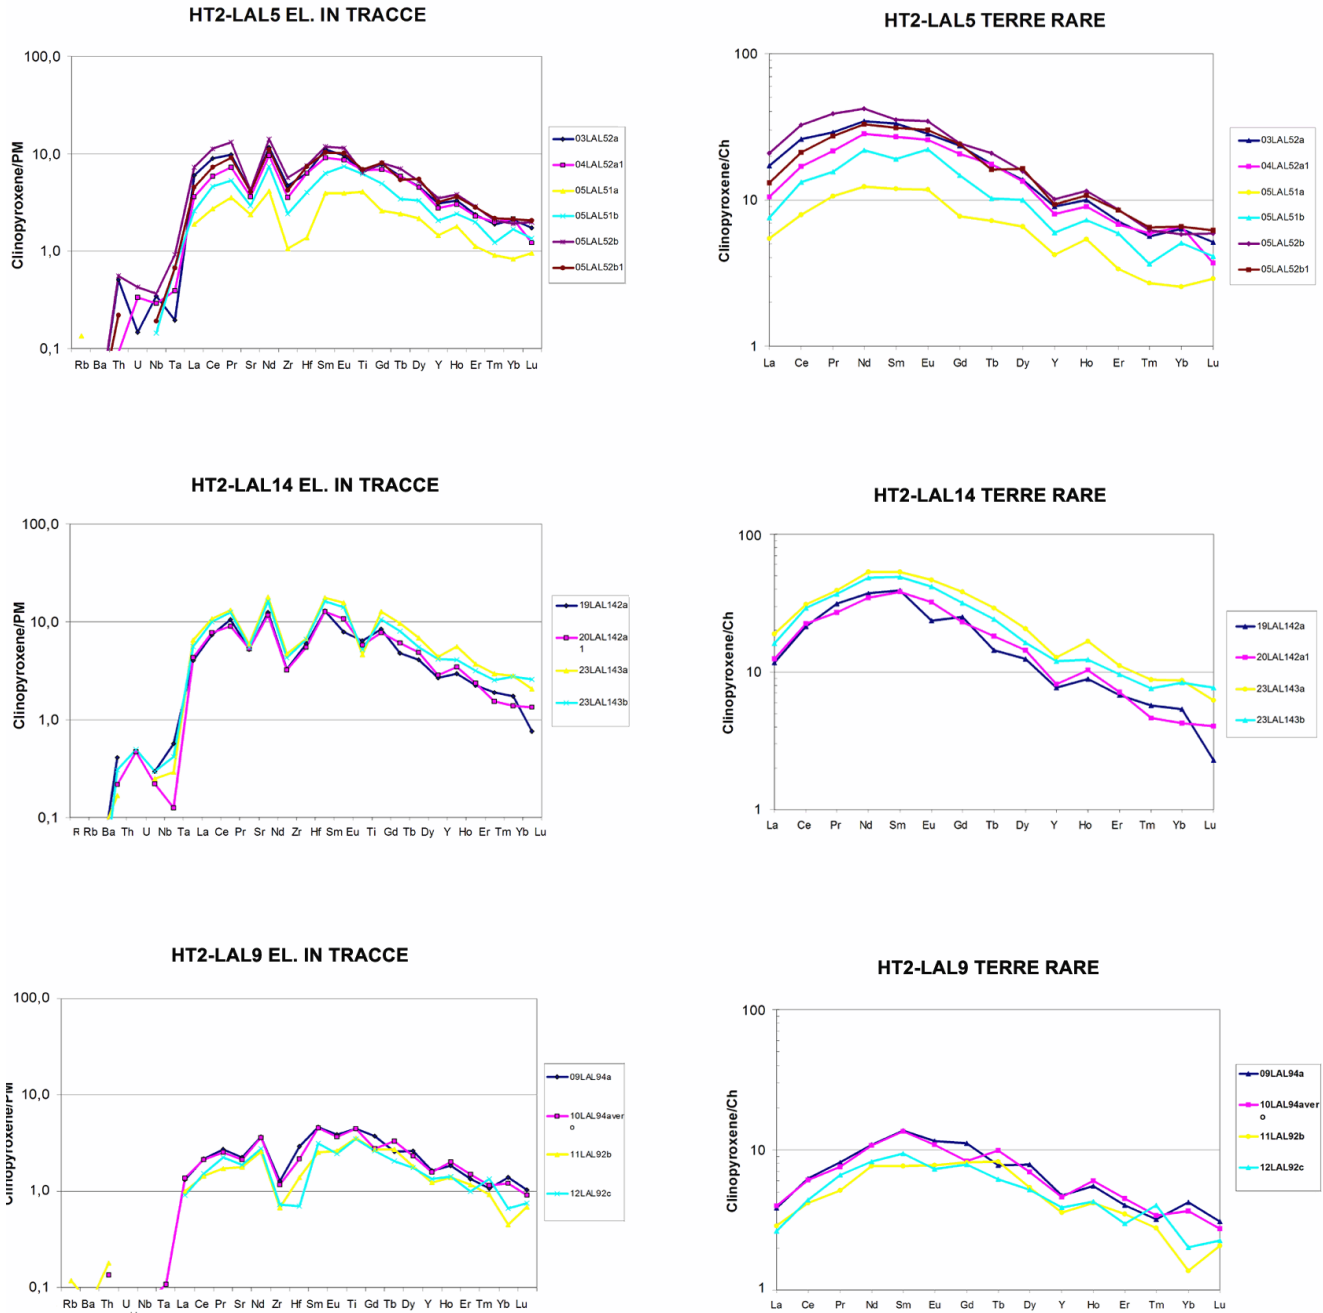 HT2-LAL5 EL. IN TRACCE
Clinopyroxene/PM
100,0
10,0
1,0
0,1
Rb Ba Th U Nb Ta La Ce Pr Sr Nd Zr Hf Sm Eu Ti Gd Tb Dy Y Ho Er Tm Yb Lu
03LAL52a
04LAL52a1
05LAL51a
05LAL51b
05LAL52b
05LAL52b1
HT2-LAL5 TERRE RARE
Clinopyroxene/Ch
100
10
1
La Ce Pr Nd Sm Eu Gd Tb Dy Y Ho Er Tm Yb Lu
03LAL52a
04LAL52a1
05LAL51a
05LAL51b
05LAL52b
05LAL52b1
HT2-LAL14 EL. IN TRACCE
Clinopyroxene/PM
100,0
10,0
1,0
0,1
R Rb Ba Th U Nb Ta La Ce Pr Sr Nd Zr Hf Sm Eu Ti Gd Tb Dy Y Ho Er Tm Yb Lu
19LAL142a
20LAL142a
1
23LAL143a
23LAL143b
HT2-LAL14 TERRE RARE
Clinopyroxene/Ch
100
10
1
La Ce Pr Nd Sm Eu Gd Tb Dy Y Ho Er Tm Yb Lu
19LAL142a
20LAL142a1
23LAL143a
23LAL143b
HT2-LAL9 EL. IN TRACCE
Clinopyroxene/PM
100,0
10,0
1,0
0,1
Rb Ba Th U Nb Ta La Ce Pr Sr Nd Zr Hf Sm Eu Ti Gd Tb Dy Y Ho Er Tm Yb Lu
09LAL94a
10LAL94aver
o
11LAL92b
12LAL92c
HT2-LAL9 TERRE RARE
Clinopyroxene/Ch
100
10
1
La Ce Pr Nd Sm Eu Gd Tb Dy Y Ho Er Tm Yb Lu
09LAL94a
10LAL94aver
o
11LAL92b
12LAL92c